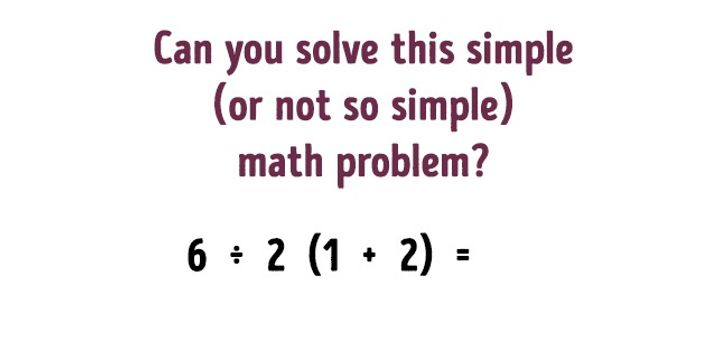 Can you solve this simple
(or not so simple)
math problem?
6 ÷ 2 (1 + 2) =